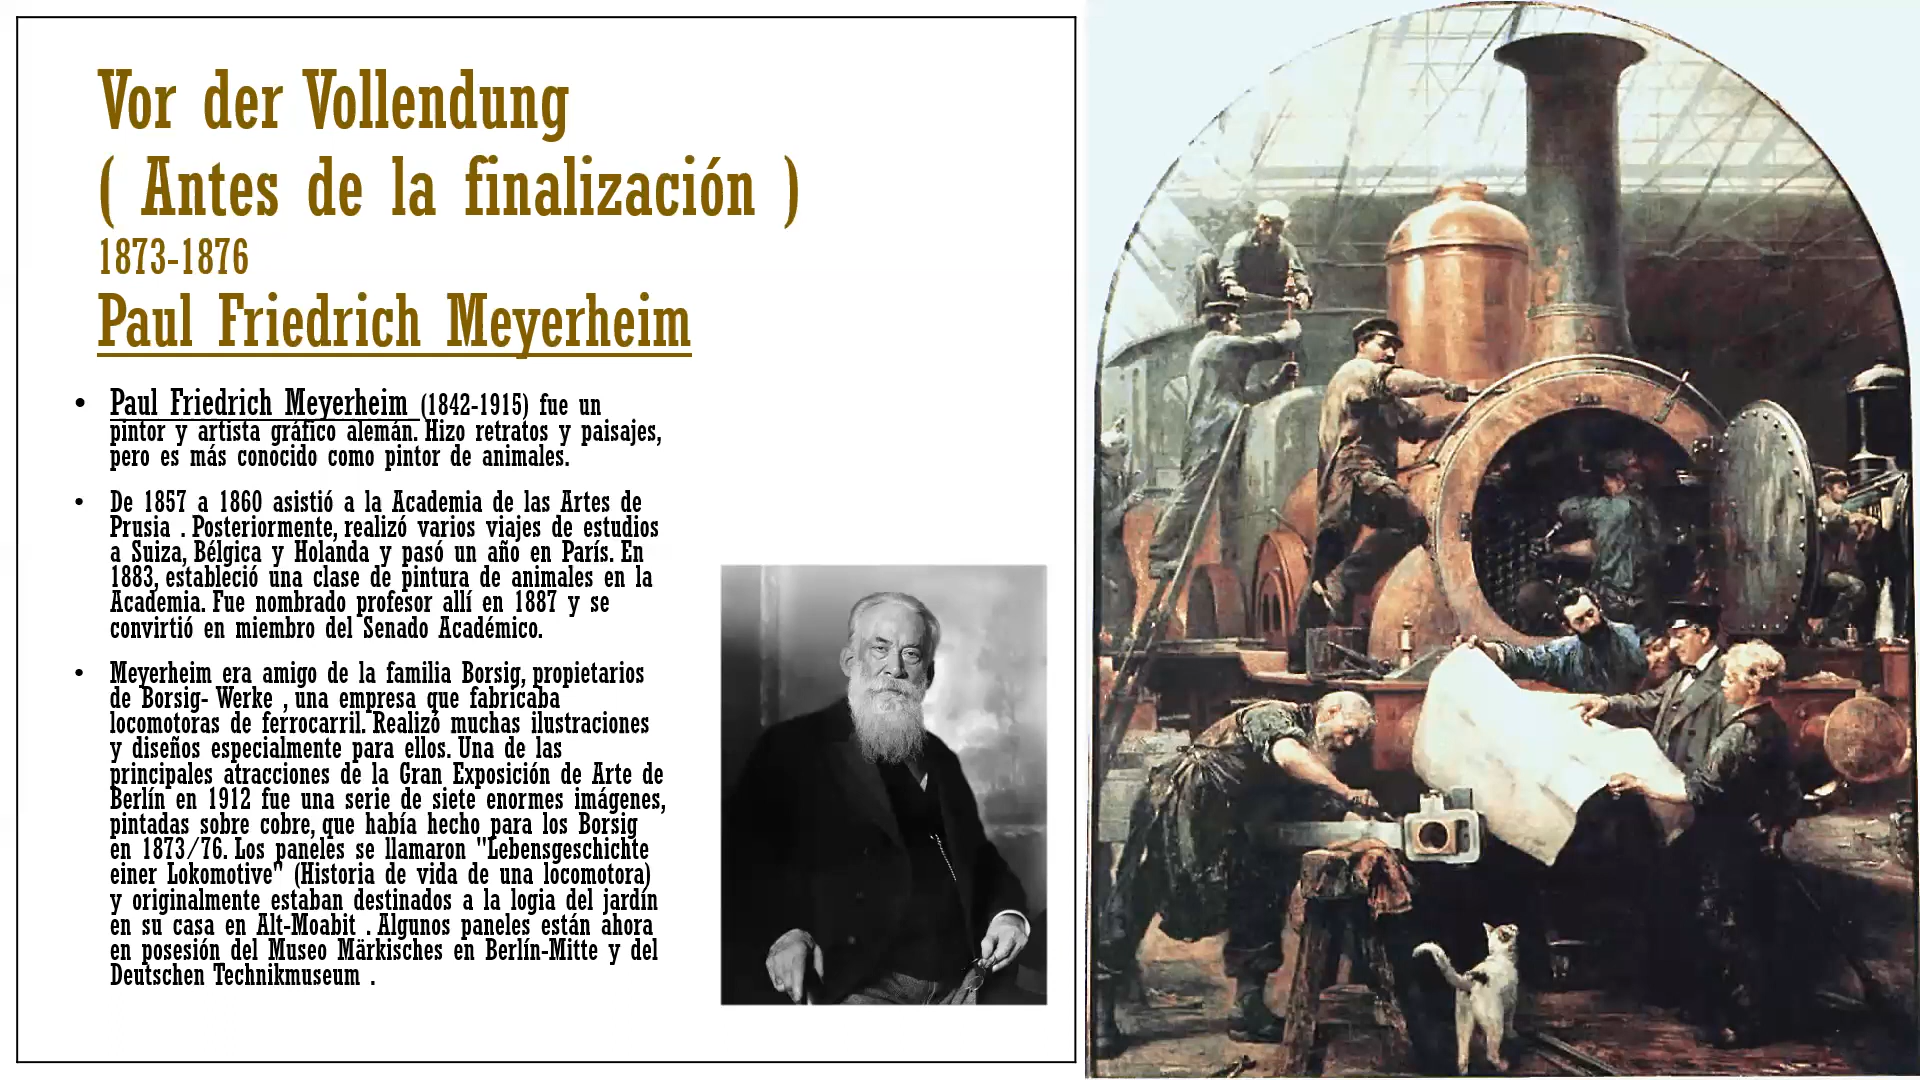 Vor der Vollendung
( Antes de la finalización )
1873-1876
Paul Friedrich Meyerheim
• Paul Friedrich Meyerheim (1842-1915) fue un
pintor y artista gráfico alemán. Hizo retratos y paisajes,
pero es más conocido como pintor de animales.
• De 1857 a 1860 asistió a la Academia de las Artes de
Prusia . Posteriormente, realizó varios viajes de estudios
a Suiza, Bélgica y Holanda y pasó un año en París. En
1883, estableció una clase de pintura de animales en la
Academia. Fue nombrado profesor allí en 1887 y se
convirtió en miembro del Senado Académico.
• Meyerheim era amigo de la familia Borsig, propietarios
de Borsig- Werke , una empresa que fabricaba
locomotoras de ferrocarril. Realizó muchas ilustraciones
y diseños especialmente para ellos. Una de las
principales atracciones de la Gran Exposición de Arte de
Berlín en 1912 fue una serie de siete enormes imágenes,
pintadas sobre cobre, que había hecho para los Borsig
en 1873/76. Los paneles se llamaron "Lebensgeschichte
einer Lokomotive" (Historia de vida de una locomotora)
y originalmente estaban destinados a la logia del jardín
en su casa en Alt-Moabit . Algunos paneles están ahora
en posesión del Museo Märkisches en Berlín-Mitte y del
Deutschen Technikmuseum .